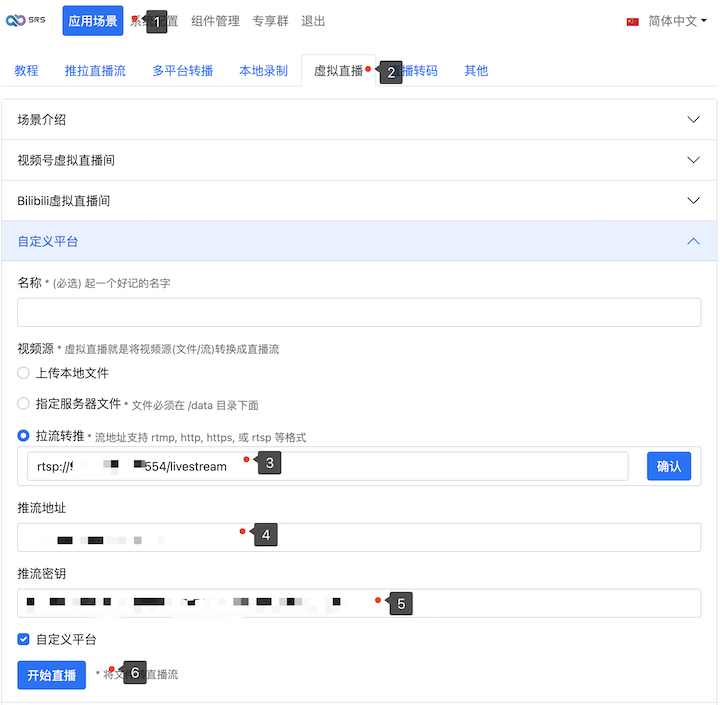 SRS 应用场景 系统配置 1 组件管理 专享群 退出 简体中文
教程 推拉直播流 多平台转播 本地录制 虚拟直播 2 直播转码 其他
场景介绍
视频号虚拟直播间
Bilibili虚拟直播间
自定义平台
名称 * (必选) 起一个好记的名字
视频源 * 虚拟直播就是将视频源(文件/流)转换成直播流
上传本地文件
指定服务器文件 * 文件必须在 /data 目录下面
拉流转推 * 流地址支持 rtmp, http, https, 或 rtsp 等格式
rtsp:// 554/livestream 3 确认
推流地址
4
推流密钥
5
自定义平台
开始直播 * 将文 6 直播流